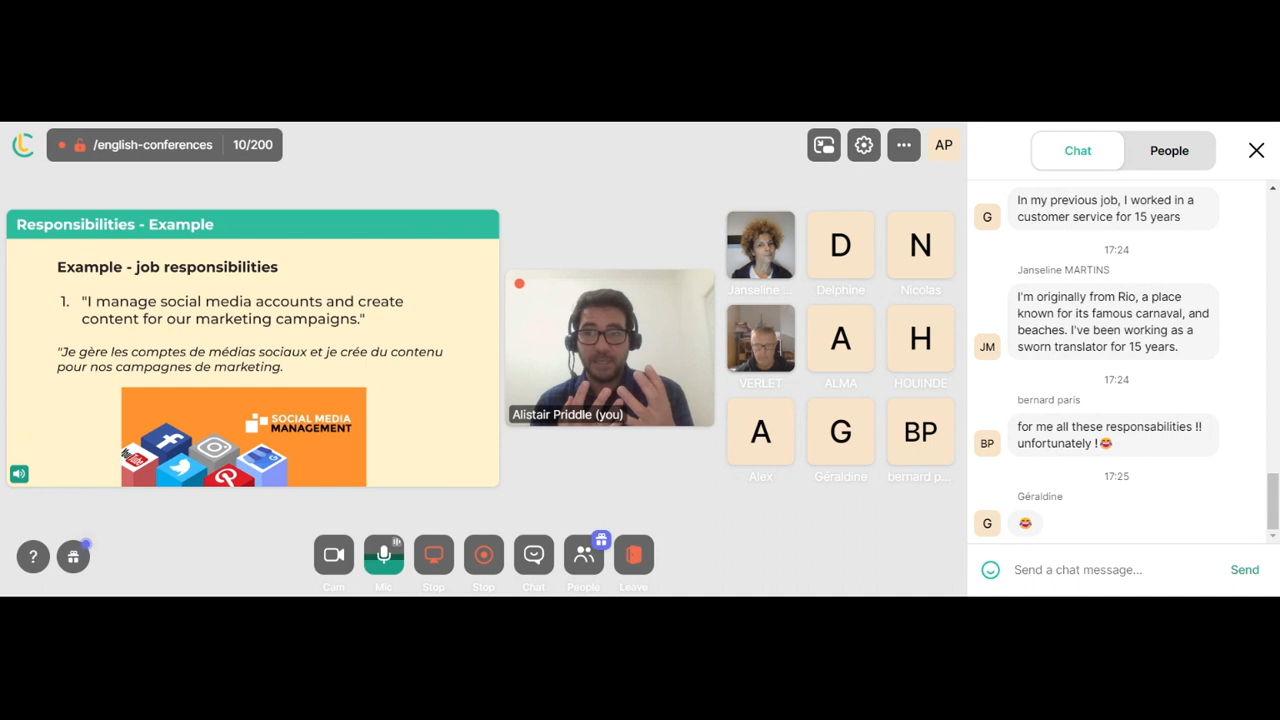 /english-conferences 10/200
AP
Chat
People
Responsibilities - Example
Example - job responsibilities
1. "I manage social media accounts and create
content for our marketing campaigns."
"Je gère les comptes de médias sociaux et je crée du contenu
pour nos campagnes de marketing.
SOCIAL MEDIA
MANAGEMENT
You
Tube
Alistair Priddle (you)
Janseline ...
D
Delphine
N
Nicolas
VERLET
A
ALMA
H
HOUINDE
A
Alex
G
Géraldine
BP
bernard p...
?
Cam
Mic
Stop
Stop
Chat
People
Leave
G
In my previous job, I worked in a
customer service for 15 years
17:24
Janseline MARTINS
I'm originally from Rio, a place
known for its famous carnaval, and
beaches. I've been working as a
sworn translator for 15 years.
JM
17:24
bernard paris
for me all these responsabilities !!
unfortunately !😂
BP
17:25
Géraldine
G
😂
Send a chat message...
Send